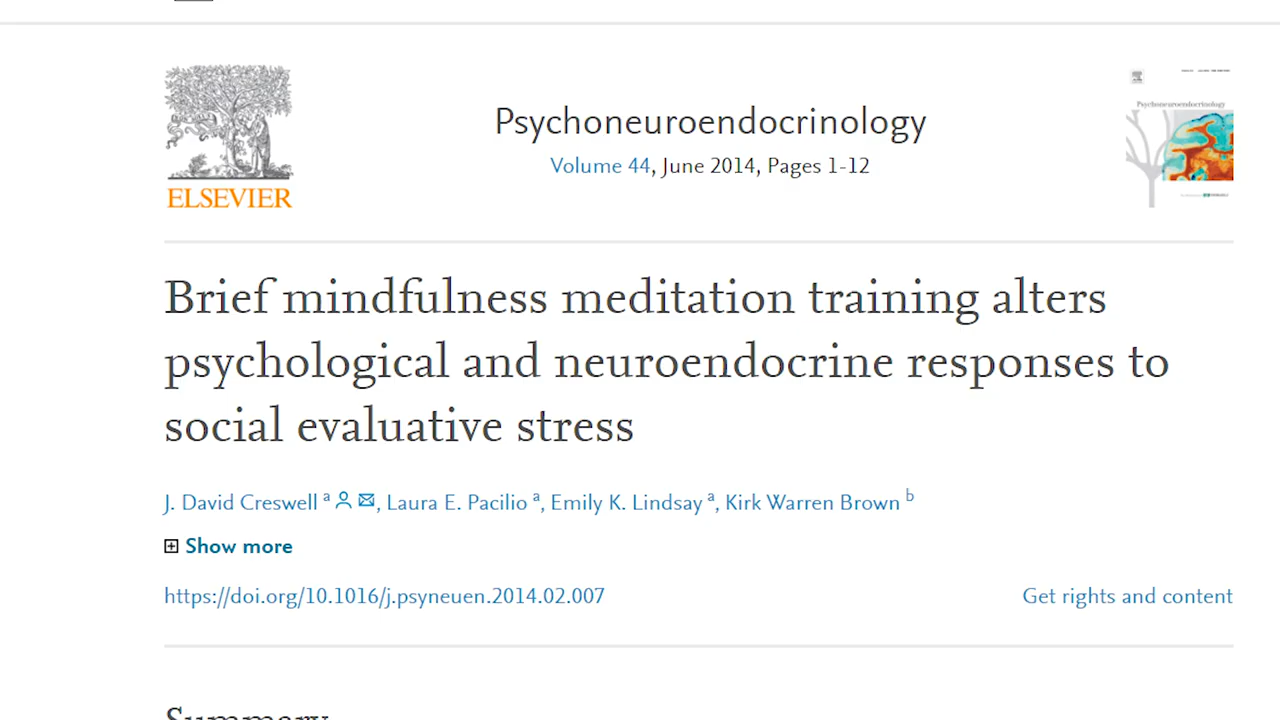 Psychoneuroendocrinology
Volume 44, June 2014, Pages 1-12
ELSEVIER
Psychoneuroendocrinology
Brief mindfulness meditation training alters
psychological and neuroendocrine responses to
social evaluative stress
J. David Creswell a, Laura E. Pacilio a, Emily K. Lindsay a, Kirk Warren Brown b
Show more
https://doi.org/10.1016/j.psyneuen.2014.02.007
Get rights and content
Summary